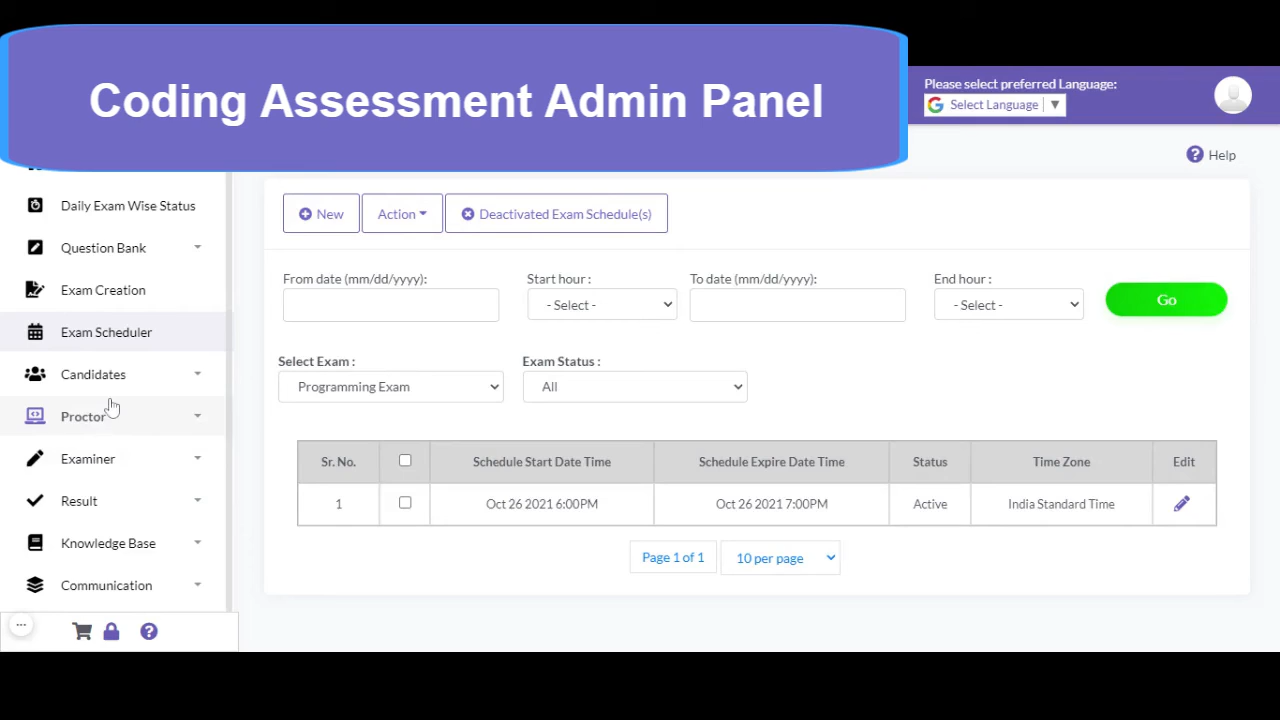 Coding Assessment Admin Panel
Please select preferred Language:
Select Language ▼
Help
Daily Exam Wise Status
Question Bank
Exam Creation
Exam Scheduler
Candidates
Proctor
Examiner
Result
Knowledge Base
Communication
...
New Action Deactivated Exam Schedule(s)
From date (mm/dd/yyyy): Start hour : To date (mm/dd/yyyy): End hour :
- Select - - Select - Go
Select Exam : Exam Status :
Programming Exam All
Sr. No. Schedule Start Date Time Schedule Expire Date Time Status Time Zone Edit
1 Oct 26 2021 6:00PM Oct 26 2021 7:00PM Active India Standard Time
Page 1 of 1 10 per page